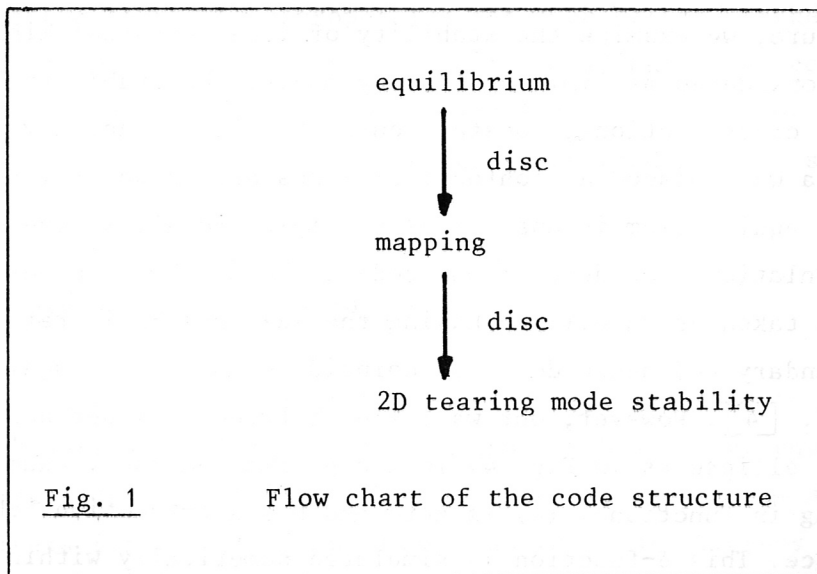 equilibrium
disc
mapping
disc
2D tearing mode stability
Fig. 1 Flow chart of the code structure